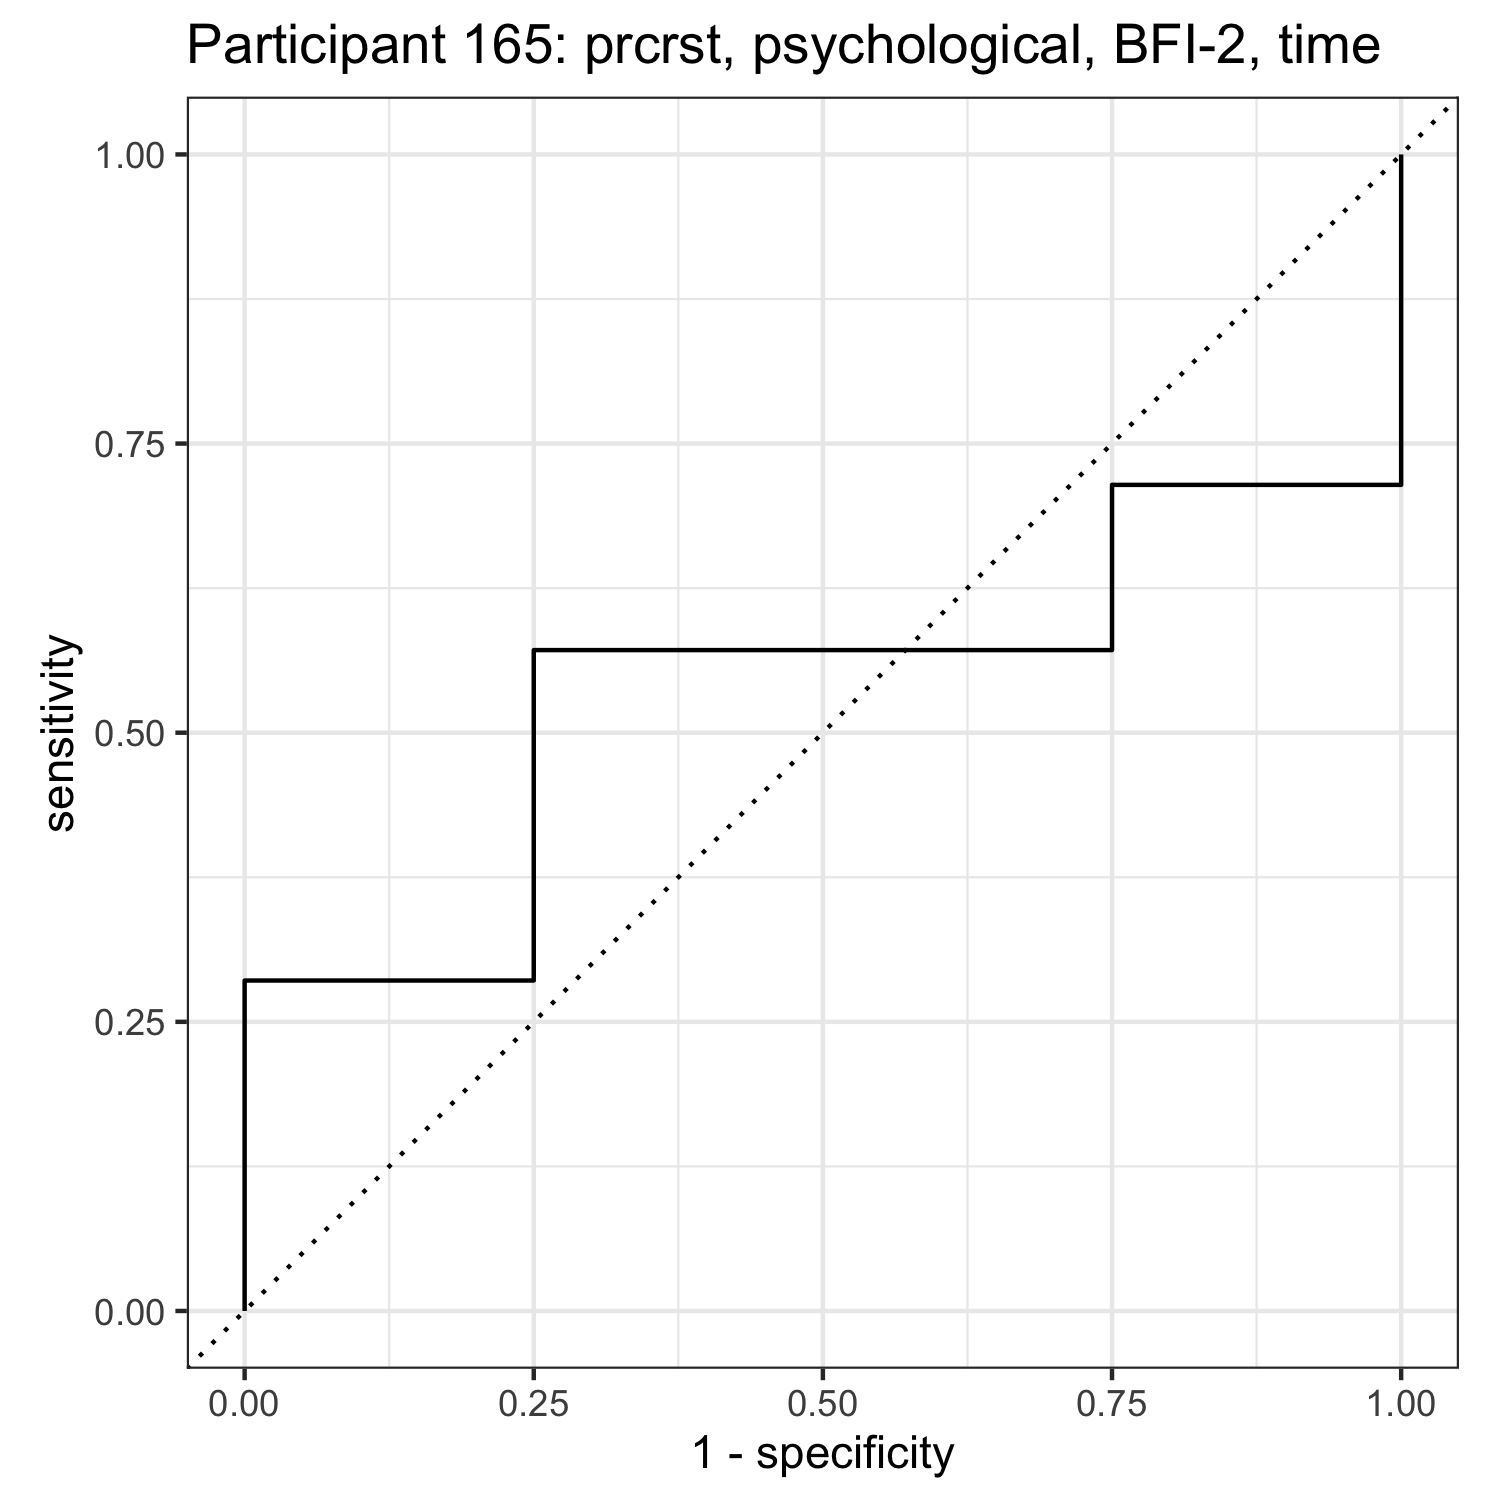 Participant 165: prcrst, psychological, BFI-2, time
1.00
0.75
0.50
0.25
0.00
sensitivity
0.00 0.25 0.50 0.75 1.00
1 - specificity